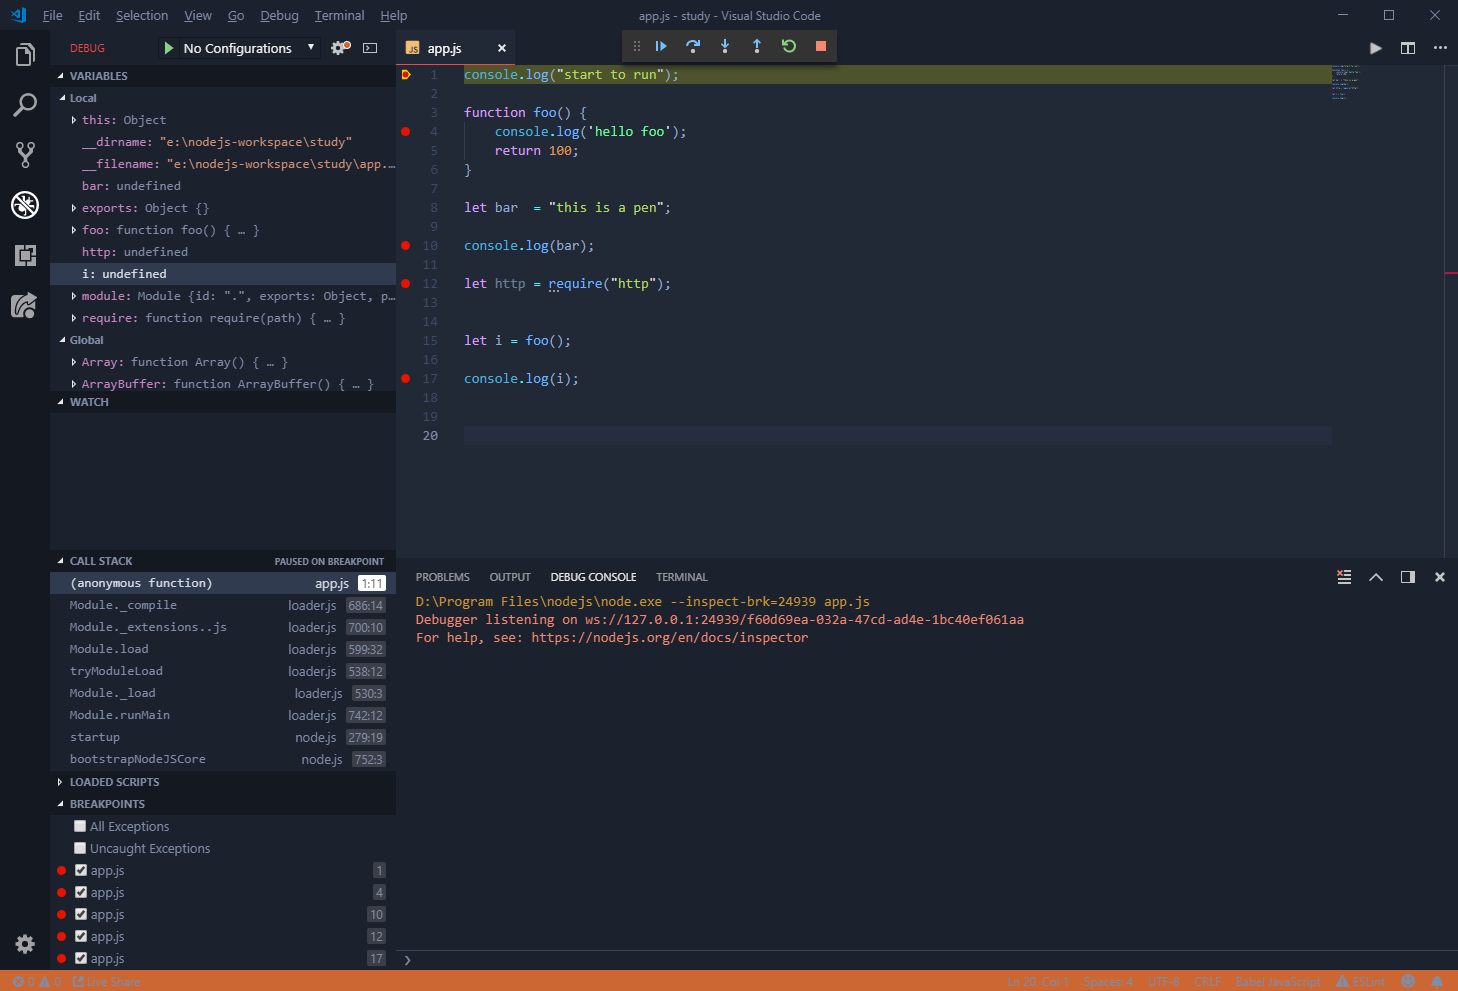 File Edit Selection View Go Debug Terminal Help
app.js - study - Visual Studio Code
DEBUG No Configurations
app.js
VARIABLES
Local
this: Object
__dirname: "e:\nodejs-workspace\study"
__filename: "e:\nodejs-workspace\study\app.…
bar: undefined
exports: Object {}
foo: function foo() { … }
http: undefined
i: undefined
module: Module {id: ".", exports: Object, p…
require: function require(path) { … }
Global
Array: function Array() { … }
ArrayBuffer: function ArrayBuffer() { … }
WATCH
CALL STACK PAUSED ON BREAKPOINT
(anonymous function) app.js 1:11
Module._compile loader.js 686:14
Module._extensions..js loader.js 700:10
Module.load loader.js 599:32
tryModuleLoad loader.js 538:12
Module._load loader.js 530:3
Module.runMain loader.js 742:12
startup node.js 279:19
bootstrapNodeJSCore node.js 752:3
LOADED SCRIPTS
BREAKPOINTS
All Exceptions
Uncaught Exceptions
app.js 1
app.js 4
app.js 10
app.js 12
app.js 17
JS
1 console.log("start to run");
2
3 function foo() {
4 console.log('hello foo');
5 return 100;
6 }
7
8 let bar  = "this is a pen";
9
10 console.log(bar);
11
12 let http = require("http");
13
14
15 let i = foo();
16
17 console.log(i);
18
19
20
PROBLEMS OUTPUT DEBUG CONSOLE TERMINAL
D:\Program Files\nodejs\node.exe --inspect-brk=24939 app.js
Debugger listening on ws://127.0.0.1:24939/f60d69ea-032a-47cd-ad4e-1bc40ef061aa
For help, see: https://nodejs.org/en/docs/inspector
0 0 Live Share Ln 20, Col 1 Spaces: 4 UTF-8 CRLF Babel JavaScript ESLint